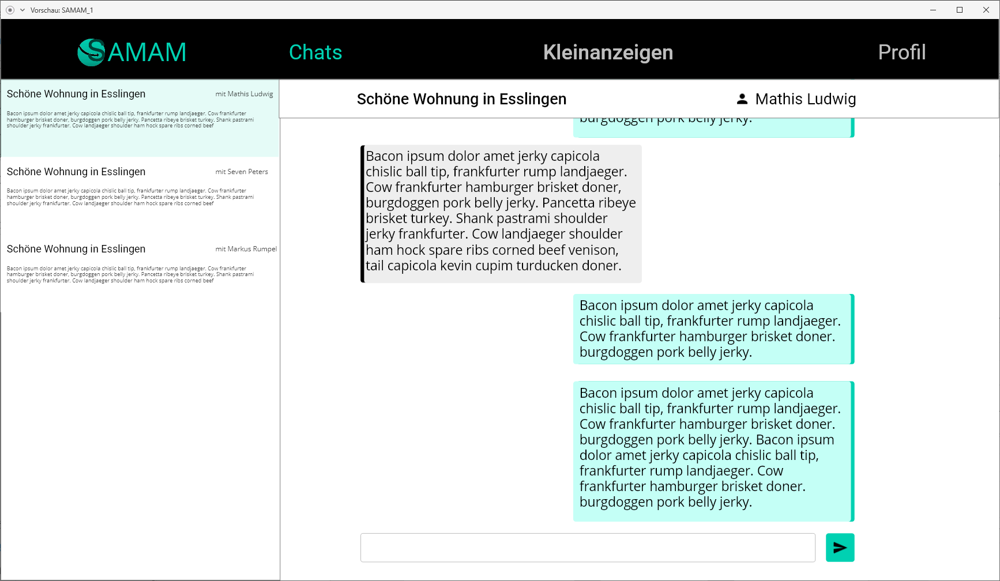 Vorschau: SAMAM_1
SAMAM
Chats
Kleinanzeigen
Profil
Schöne Wohnung in Esslingen
mit Mathis Ludwig
Bacon ipsum dolor amet jerky capicola chislic ball tip, frankfurter rump landjaeger. Cow frankfurter
hamburger brisket doner, burgdoggen pork belly jerky. Pancetta ribeye brisket turkey. Shank pastrami
shoulder jerky frankfurter. Cow landjaeger shoulder ham hock spare ribs corned beef
Schöne Wohnung in Esslingen
mit Seven Peters
Bacon ipsum dolor amet jerky capicola chislic ball tip, frankfurter rump landjaeger. Cow frankfurter
hamburger brisket doner, burgdoggen pork belly jerky. Pancetta ribeye brisket turkey. Shank pastrami
shoulder jerky frankfurter. Cow landjaeger shoulder ham hock spare ribs corned beef
Schöne Wohnung in Esslingen
mit Markus Rumpel
Bacon ipsum dolor amet jerky capicola chislic ball tip, frankfurter rump landjaeger. Cow frankfurter
hamburger brisket doner, burgdoggen pork belly jerky. Pancetta ribeye brisket turkey. Shank pastrami
shoulder jerky frankfurter. Cow landjaeger shoulder ham hock spare ribs corned beef
Schöne Wohnung in Esslingen
Mathis Ludwig
burgdoggen pork belly jerky.
Bacon ipsum dolor amet jerky capicola
chislic ball tip, frankfurter rump landjaeger.
Cow frankfurter hamburger brisket doner,
burgdoggen pork belly jerky. Pancetta ribeye
brisket turkey. Shank pastrami shoulder
jerky frankfurter. Cow landjaeger shoulder
ham hock spare ribs corned beef venison,
tail capicola kevin cupim turducken doner.
Bacon ipsum dolor amet jerky capicola
chislic ball tip, frankfurter rump landjaeger.
Cow frankfurter hamburger brisket doner.
burgdoggen pork belly jerky.
Bacon ipsum dolor amet jerky capicola
chislic ball tip, frankfurter rump landjaeger.
Cow frankfurter hamburger brisket doner.
burgdoggen pork belly jerky. Bacon ipsum
dolor amet jerky capicola chislic ball tip,
frankfurter rump landjaeger. Cow
frankfurter hamburger brisket doner.
burgdoggen pork belly jerky.